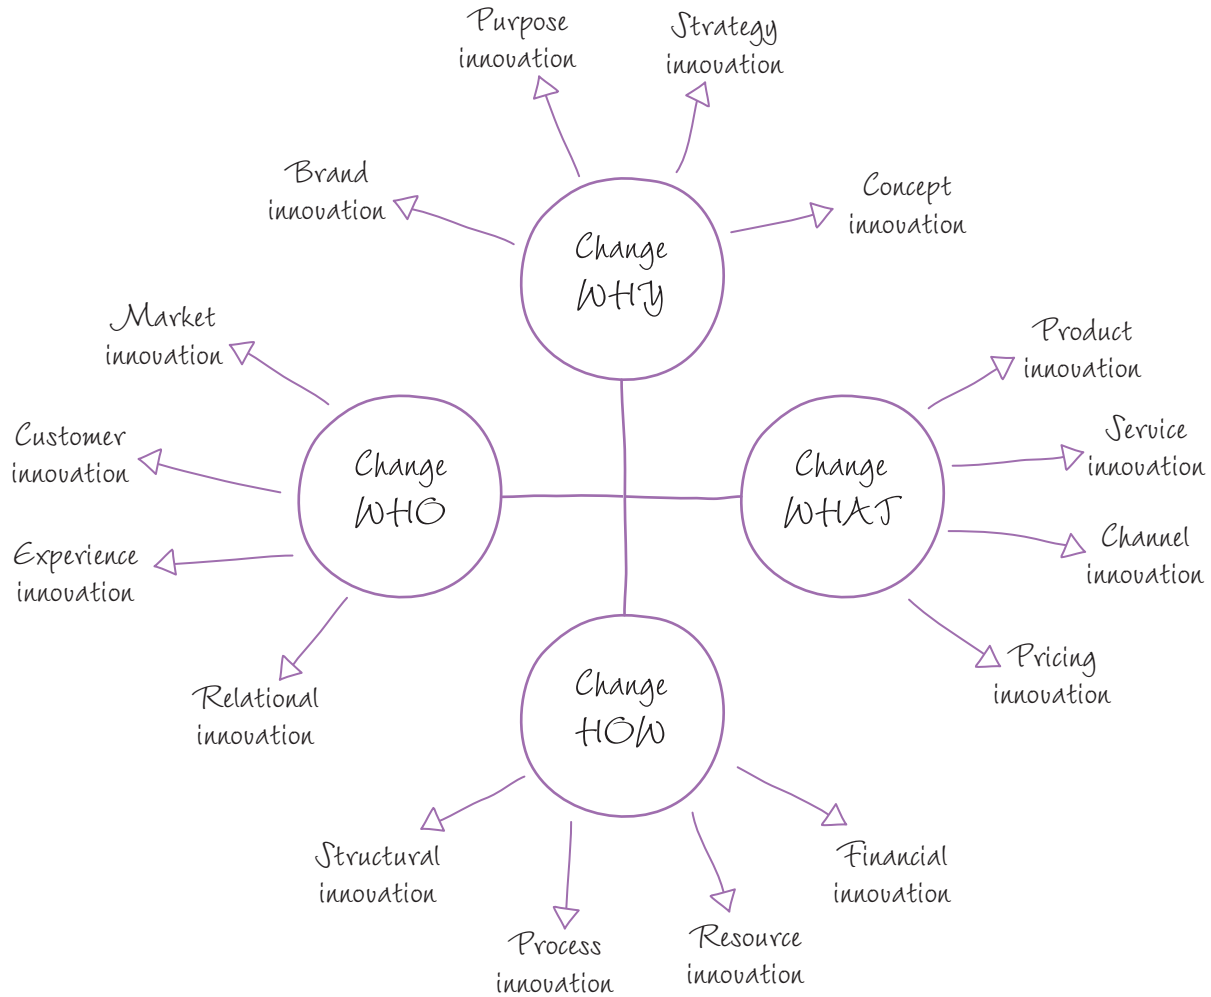 Purpose
innovation
Strategy
innovation
Brand
innovation
Concept
innovation
Change
WHY
Market
innovation
Product
innovation
Customer
innovation
Service
innovation
Change
WHO
Change
WHAT
Experience
innovation
Channel
innovation
Relational
innovation
Pricing
innovation
Change
HOW
Structural
innovation
Financial
innovation
Process
innovation
Resource
innovation